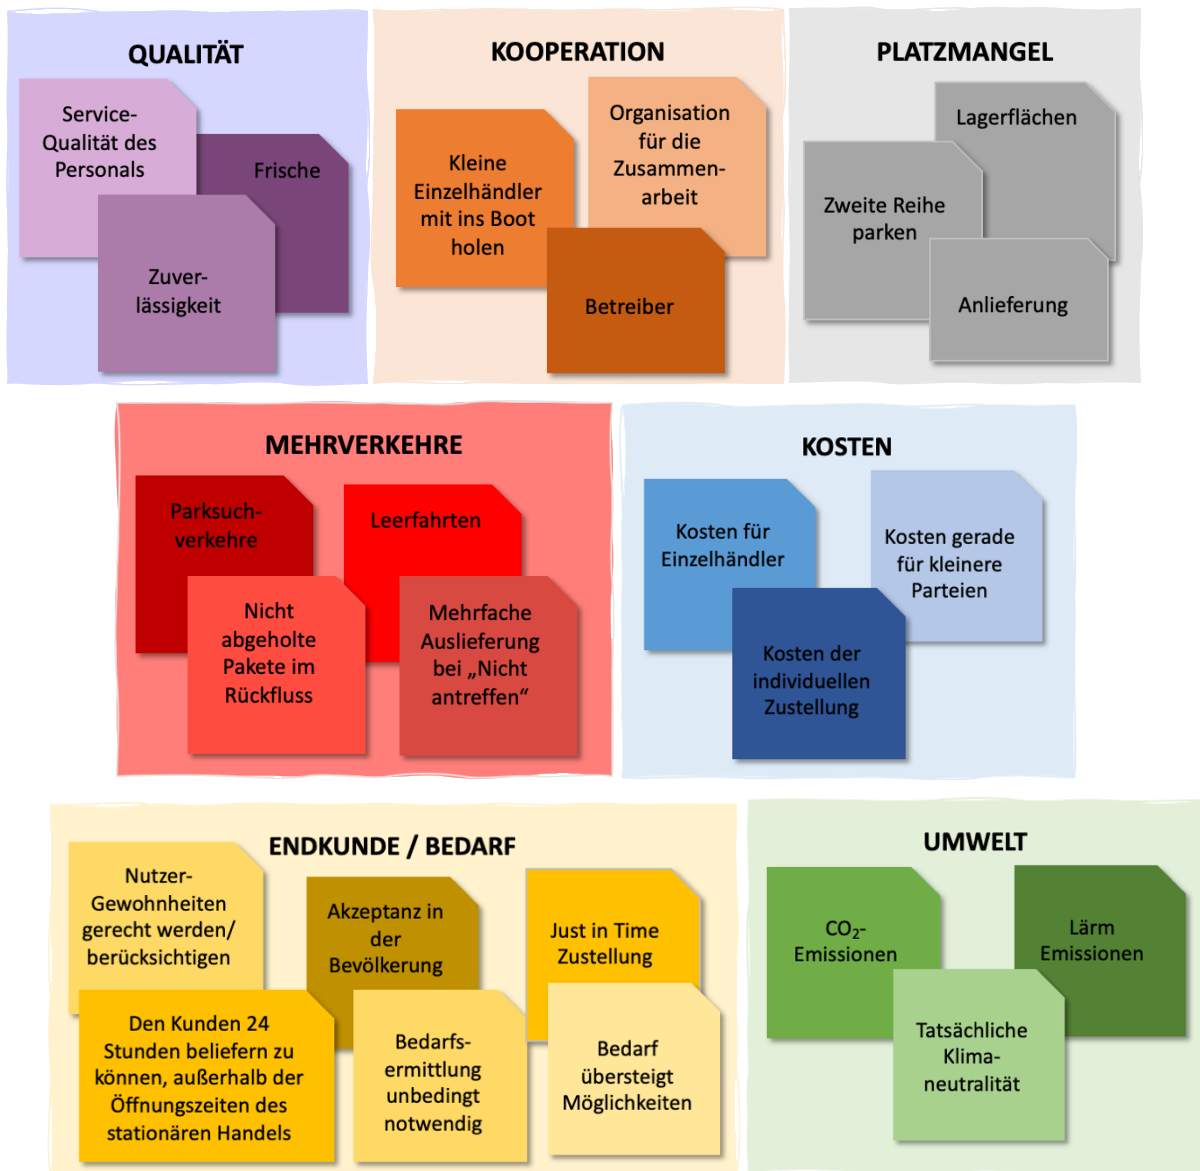 QUALITÄT
Service-
Qualität des
Personals
Frische
Zuver-
lässigkeit
KOOPERATION
Kleine
Einzelhändler
mit ins Boot
holen
Organisation
für die
Zusammen-
arbeit
Betreiber
PLATZMANGEL
Lagerflächen
Zweite Reihe
parken
Anlieferung
MEHRVERKEHRE
Parksuch-
verkehre
Leerfahrten
Nicht
abgeholte
Pakete im
Rückfluss
Mehrfache
Auslieferung
bei „Nicht
antreffen“
KOSTEN
Kosten für
Einzelhändler
Kosten gerade
für kleinere
Parteien
Kosten der
individuellen
Zustellung
ENDKUNDE / BEDARF
Nutzer-
Gewohnheiten
gerecht werden/
berücksichtigen
Akzeptanz in
der
Bevölkerung
Just in Time
Zustellung
Den Kunden 24
Stunden beliefern zu
können, außerhalb der
Öffnungszeiten des
stationären Handels
Bedarfs-
ermittlung
unbedingt
notwendig
Bedarf
übersteigt
Möglichkeiten
UMWELT
CO₂-
Emissionen
Lärm
Emissionen
Tatsächliche
Klima-
neutralität